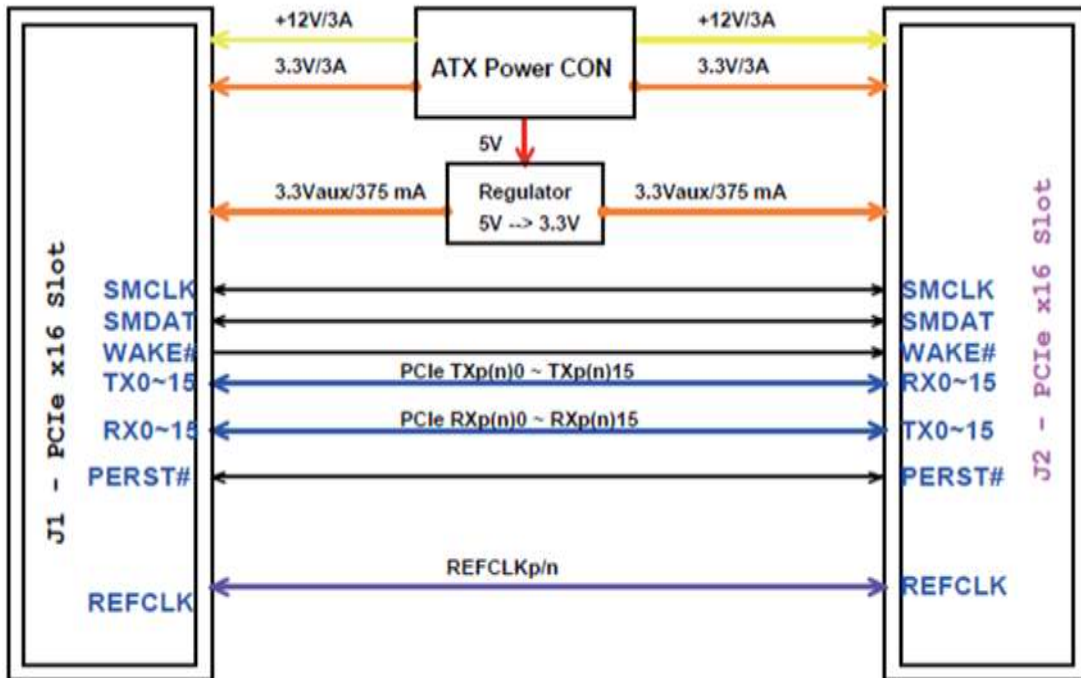 +12V/3A
+12V/3A
ATX Power CON
3.3V/3A
3.3V/3A
5V
Regulator
5V --> 3.3V
3.3Vaux/375 mA
3.3Vaux/375 mA
J1 - PCIe x16 Slot
J2 - PCIe x16 Slot
SMCLK
SMCLK
SMDAT
SMDAT
WAKE#
WAKE#
PCIe TXp(n)0 ~ TXp(n)15
TX0~15
RX0~15
PCIe RXp(n)0 ~ RXp(n)15
RX0~15
TX0~15
PERST#
PERST#
REFCLKp/n
REFCLK
REFCLK